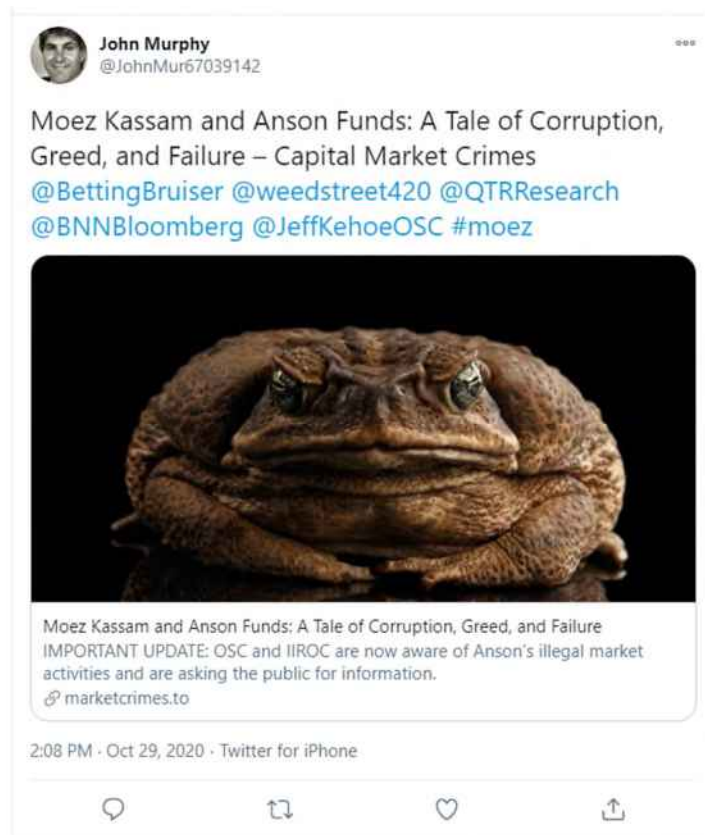 John Murphy
@JohnMur67039142
Moez Kassam and Anson Funds: A Tale of Corruption,
Greed, and Failure – Capital Market Crimes
@BettingBruiser @weedstreet420 @QTRResearch
@BNNBloomberg @JeffKehoeOSC #moez
Moez Kassam and Anson Funds: A Tale of Corruption, Greed, and Failure
IMPORTANT UPDATE: OSC and IIROC are now aware of Anson's illegal market
activities and are asking the public for information.
marketcrimes.to
2:08 PM · Oct 29, 2020 · Twitter for iPhone